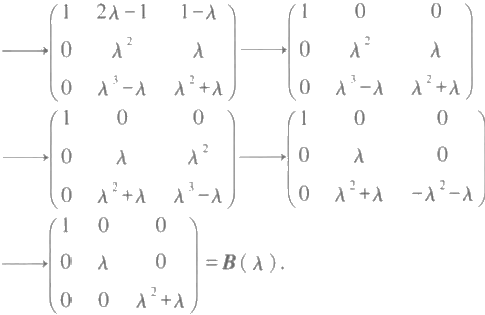 ⟶ ( 1 2λ−1 1−λ ; 0 λ² λ ; 0 λ³−λ λ²+λ ) ⟶ ( 1 0 0 ; 0 λ² λ ; 0 λ³−λ λ²+λ )
⟶ ( 1 0 0 ; 0 λ λ² ; 0 λ²+λ λ³−λ ) ⟶ ( 1 0 0 ; 0 λ 0 ; 0 λ²+λ −λ²−λ )
⟶ ( 1 0 0 ; 0 λ 0 ; 0 0 λ²+λ ) = B(λ).